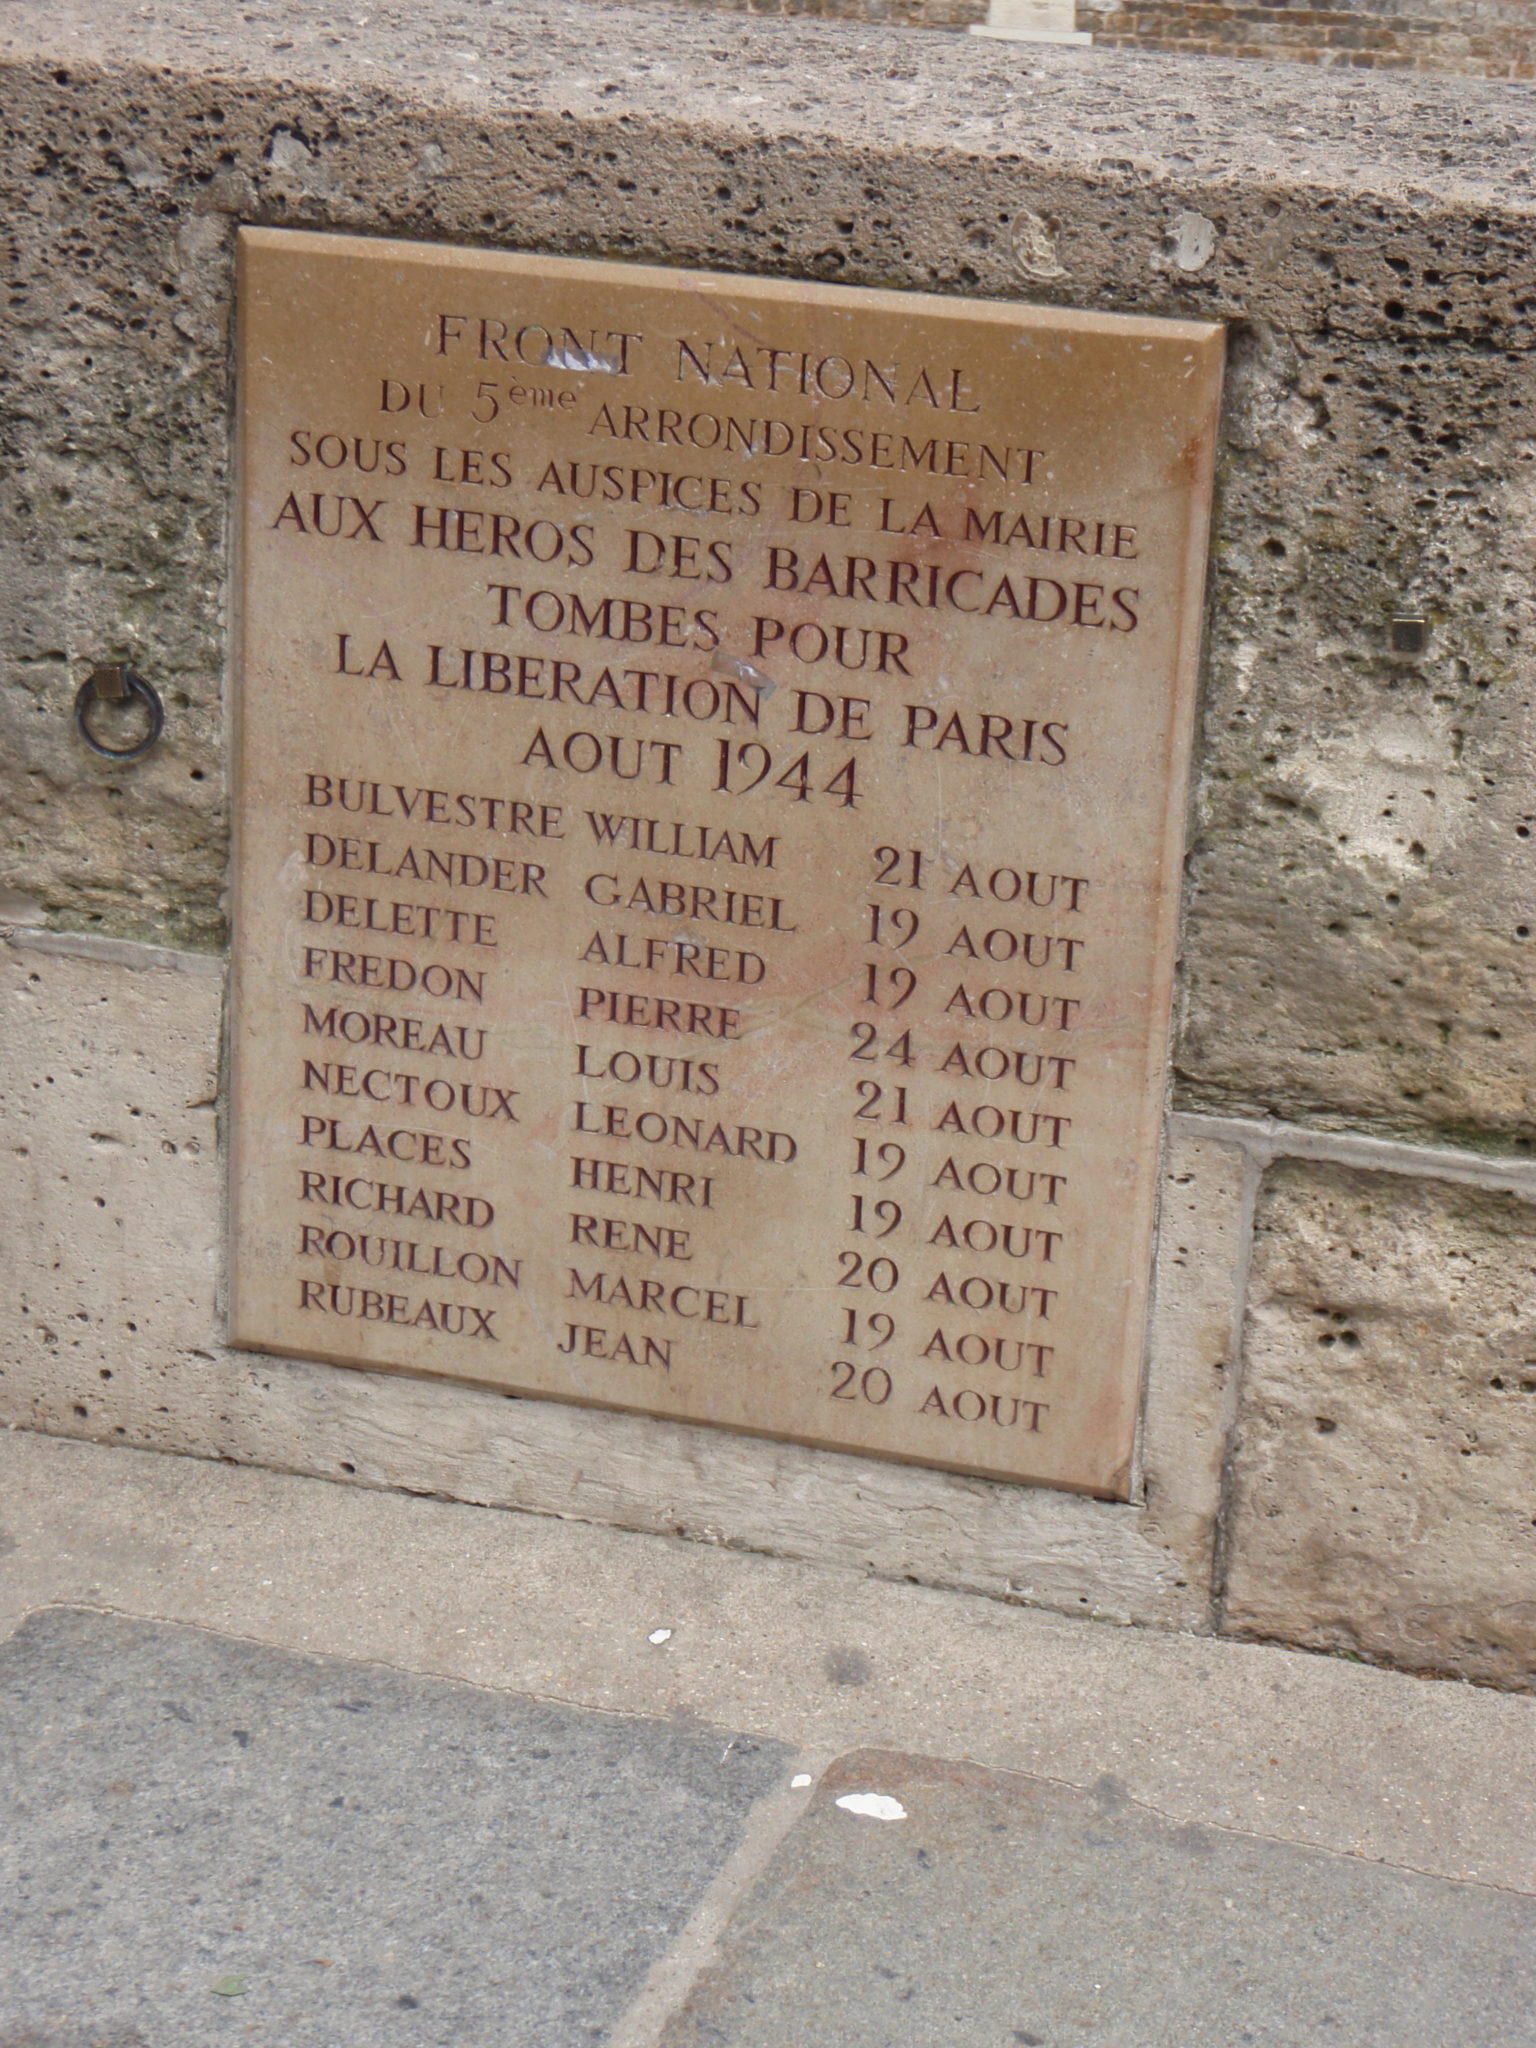 FRONT NATIONAL
DU 5ème ARRONDISSEMENT
SOUS LES AUSPICES DE LA MAIRIE
AUX HEROS DES BARRICADES
TOMBES POUR
LA LIBERATION DE PARIS
AOUT 1944
BULVESTRE WILLIAM 21 AOUT
DELANDER GABRIEL 19 AOUT
DELETTE ALFRED 19 AOUT
FREDON PIERRE 24 AOUT
MOREAU LOUIS 21 AOUT
NECTOUX LEONARD 19 AOUT
PLACES HENRI 19 AOUT
RICHARD RENE 20 AOUT
ROUILLON MARCEL 19 AOUT
RUBEAUX JEAN 20 AOUT